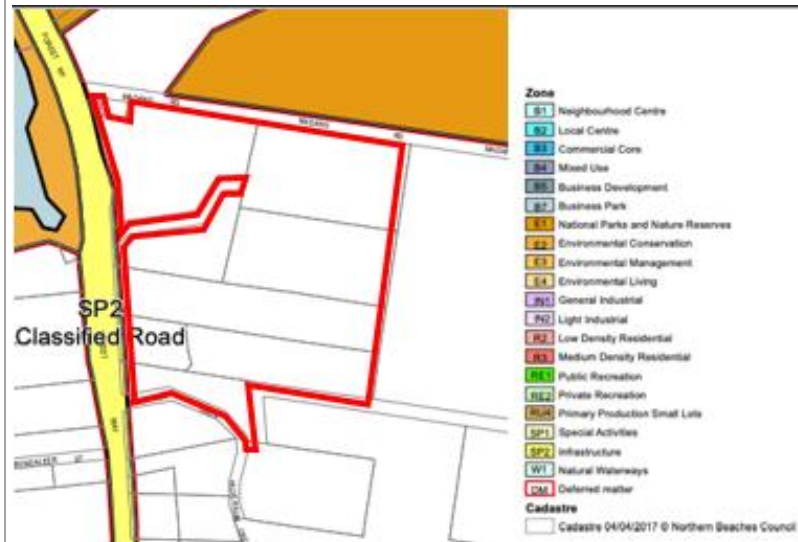 FOREST
SP2
Classified Road
Zone
B1 Neighbourhood Centre
B2 Local Centre
B3 Commercial Core
B4 Mixed Use
B5 Business Development
B7 Business Park
E1 National Parks and Nature Reserves
E2 Environmental Conservation
E3 Environmental Management
E4 Environmental Living
IN1 General Industrial
IN2 Light Industrial
R2 Low Density Residential
R3 Medium Density Residential
RE1 Public Recreation
RE2 Private Recreation
RU4 Primary Production Small Lots
SP1 Special Activities
SP2 Infrastructure
W1 Natural Waterways
DM Deferred matter
Cadastre
Cadastre 04/04/2017 © Northern Beaches Council